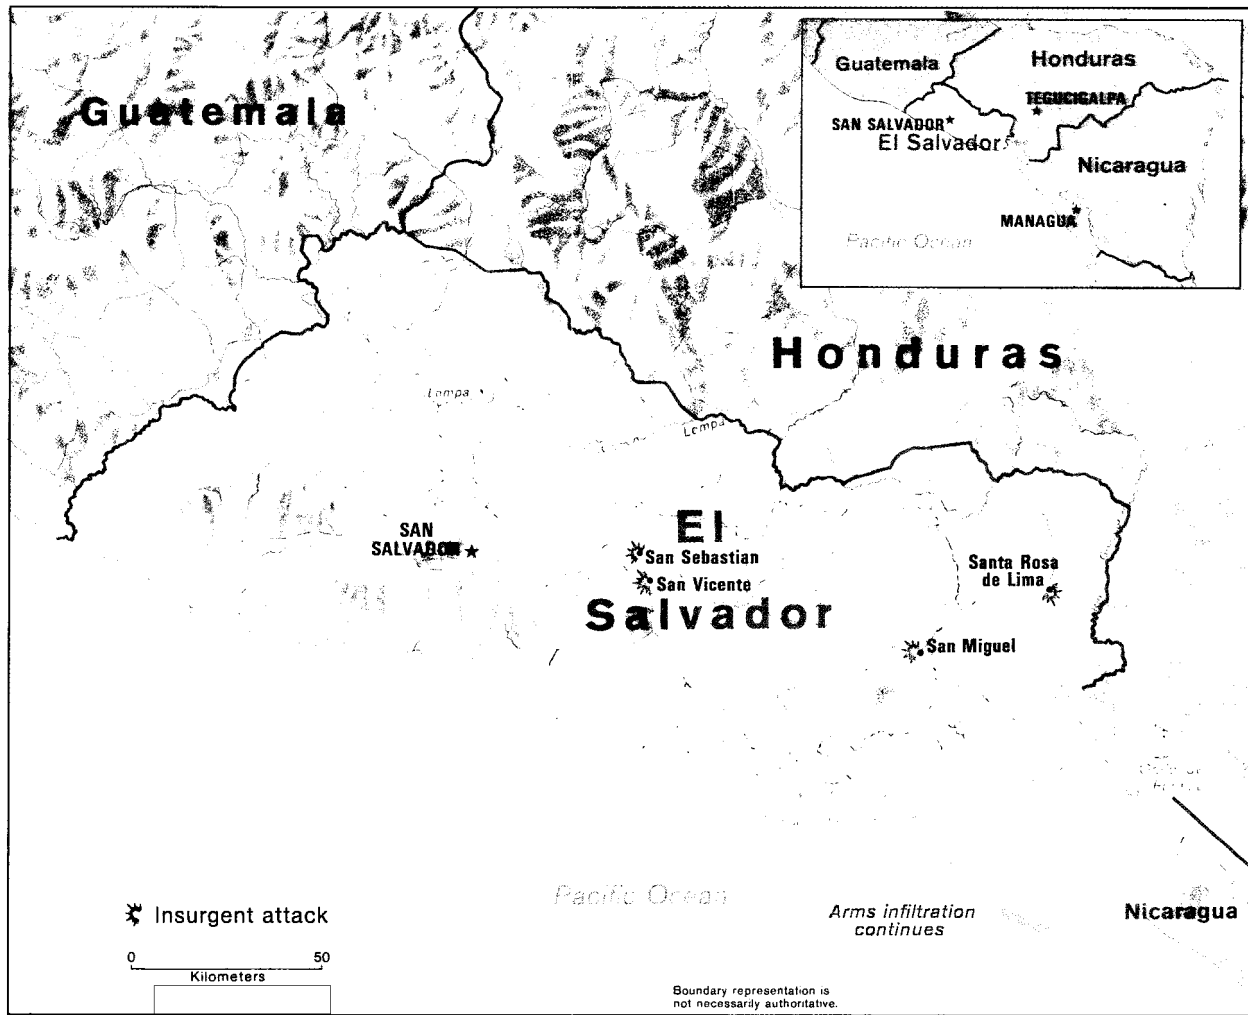 Guatemala
Guatemala
Honduras
TEGUCIGALPA
SAN SALVADOR
El Salvador
Nicaragua
MANAGUA
Pacific Ocean
Honduras
Lempa
Lempa
SAN
SALVADOR
El
San Sebastian
San Vicente
Salvador
Santa Rosa
de Lima
San Miguel
Pacific Ocean
Arms infiltration
continues
Nicaragua
Insurgent attack
0 50
Kilometers
Boundary representation is
not necessarily authoritative.